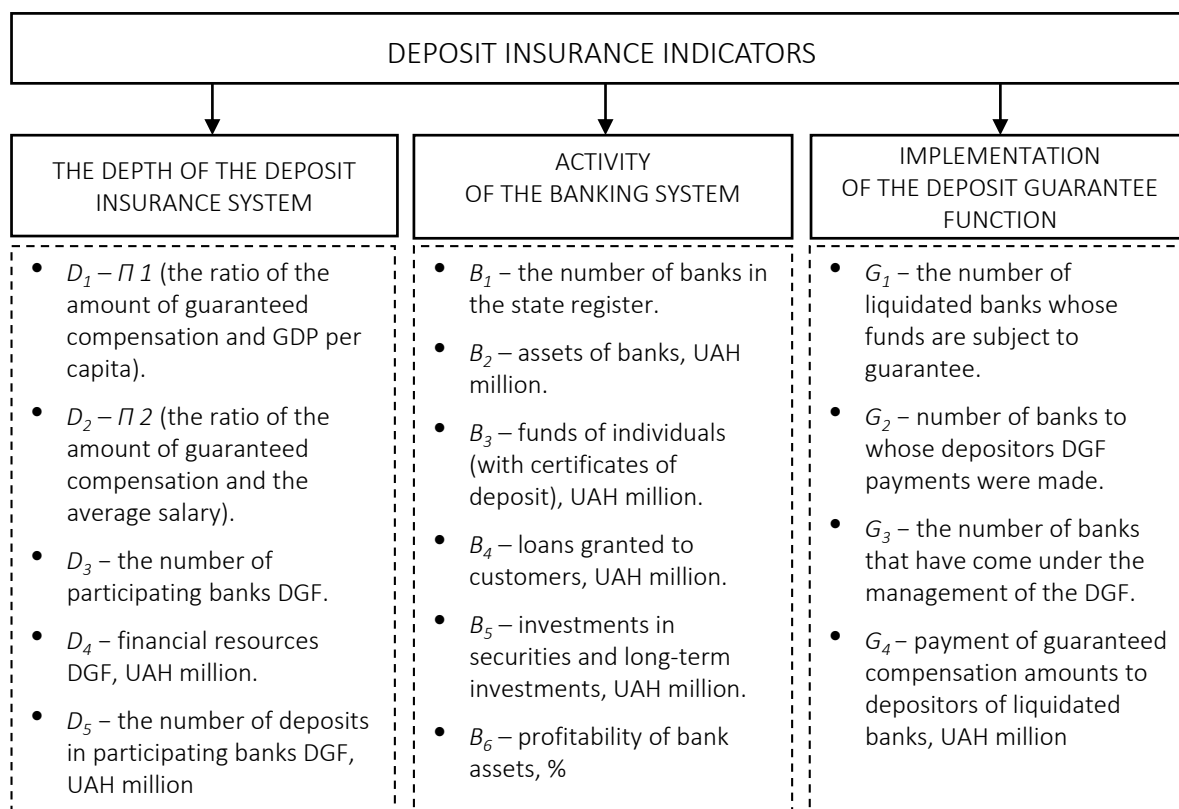 DEPOSIT INSURANCE INDICATORS
THE DEPTH OF THE DEPOSIT
INSURANCE SYSTEM
• D₁ – П 1 (the ratio of the
amount of guaranteed
compensation and GDP per
capita).
• D₂ – П 2 (the ratio of the
amount of guaranteed
compensation and the
average salary).
• D₃ – the number of
participating banks DGF.
• D₄ – financial resources
DGF, UAH million.
• D₅ – the number of deposits
in participating banks DGF,
UAH million
ACTIVITY
OF THE BANKING SYSTEM
• B₁ – the number of banks in
the state register.
• B₂ – assets of banks, UAH
million.
• B₃ – funds of individuals
(with certificates of
deposit), UAH million.
• B₄ – loans granted to
customers, UAH million.
• B₅ – investments in
securities and long-term
investments, UAH million.
• B₆ – profitability of bank
assets, %
IMPLEMENTATION
OF THE DEPOSIT GUARANTEE
FUNCTION
• G₁ – the number of
liquidated banks whose
funds are subject to
guarantee.
• G₂ – number of banks to
whose depositors DGF
payments were made.
• G₃ – the number of banks
that have come under the
management of the DGF.
• G₄ – payment of guaranteed
compensation amounts to
depositors of liquidated
banks, UAH million